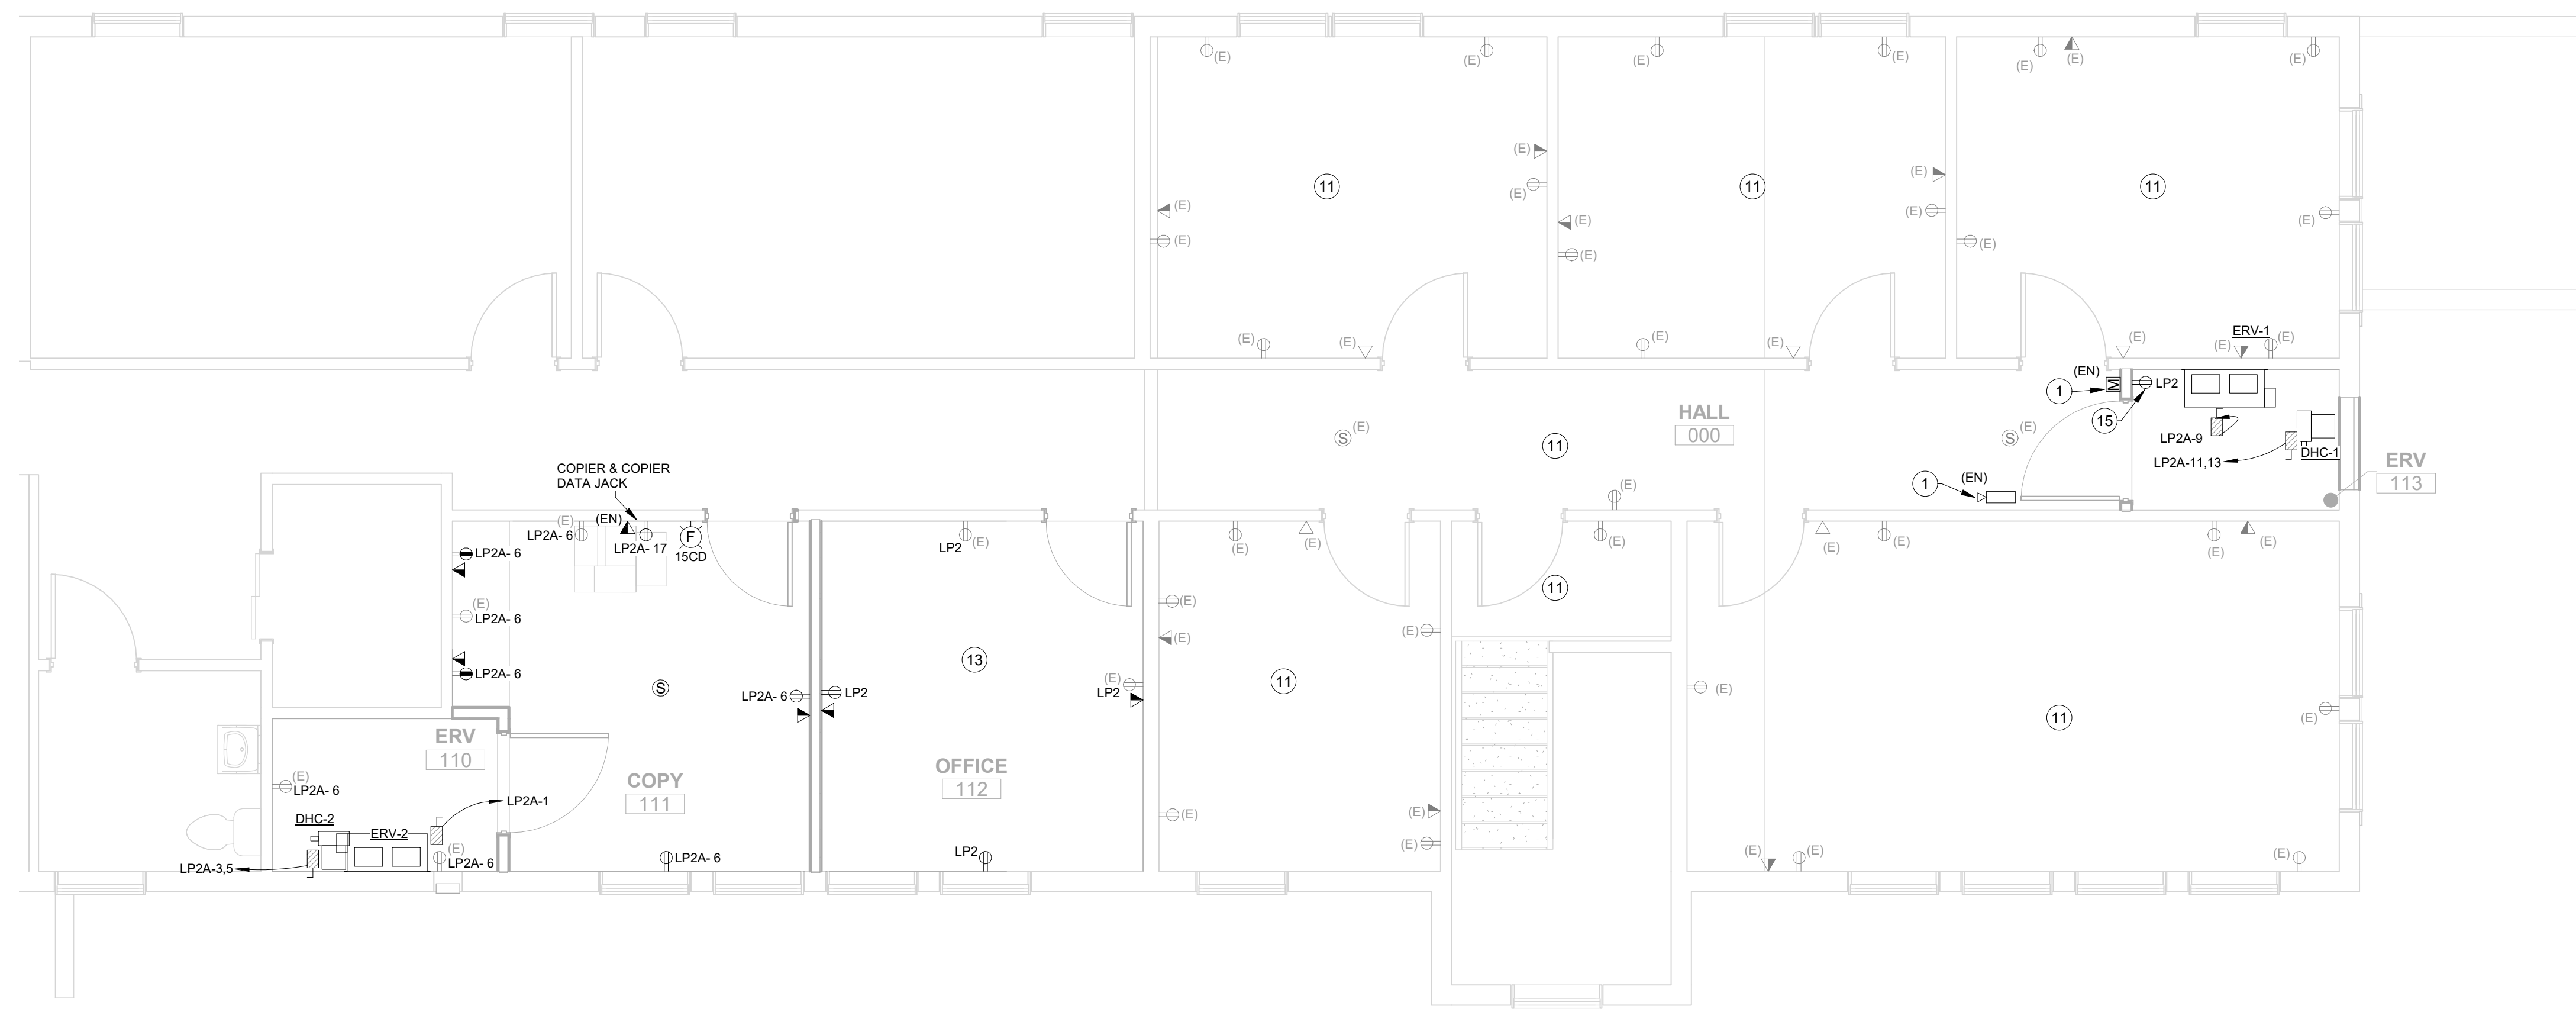 (E)
(E)
(E)
(E)
(E)
(E)
(E)
(E)
(E)
(E)
(E)
(E)
11
11
11
(E)
(E)
(E)
(E)
(E)
(E)
(E)
(E)
(E)
(E)
(E)
(E)
(E)
(E)
ERV-1
(E)
(EN)
1
M
LP2
15
HALL
000
S
(E)
11
S
(E)
LP2A-9
LP2A-11,13
DHC-1
ERV
113
1
(EN)
(E)
COPIER & COPIER
DATA JACK
(E)
(EN)
LP2A- 6
LP2A- 17
F
15CD
LP2
(E)
(E)
(E)
(E)
(E)
(E)
(E)
(E)
LP2A- 6
11
(E)
LP2A- 6
(E)
(E)
(E)
13
LP2A- 6
S
LP2A- 6
LP2
(E)
LP2
11
(E)
11
(E)
ERV
110
COPY
111
OFFICE
112
(E)
LP2A- 6
LP2A-1
DHC-2
ERV-2
(E)
LP2A- 6
LP2A-3,5
LP2A- 6
LP2
(E)
(E)
(E)
(E)
(E)
(E)